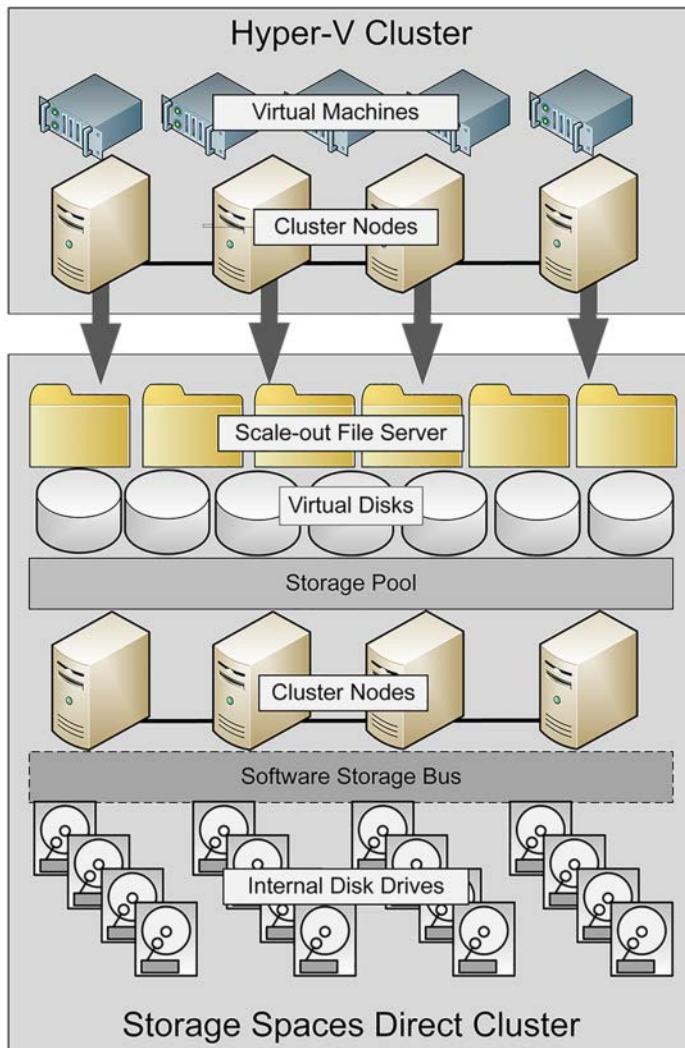 Hyper-V Cluster
Virtual Machines
Cluster Nodes
Scale-out File Server
Virtual Disks
Storage Pool
Cluster Nodes
Software Storage Bus
Internal Disk Drives
Storage Spaces Direct Cluster